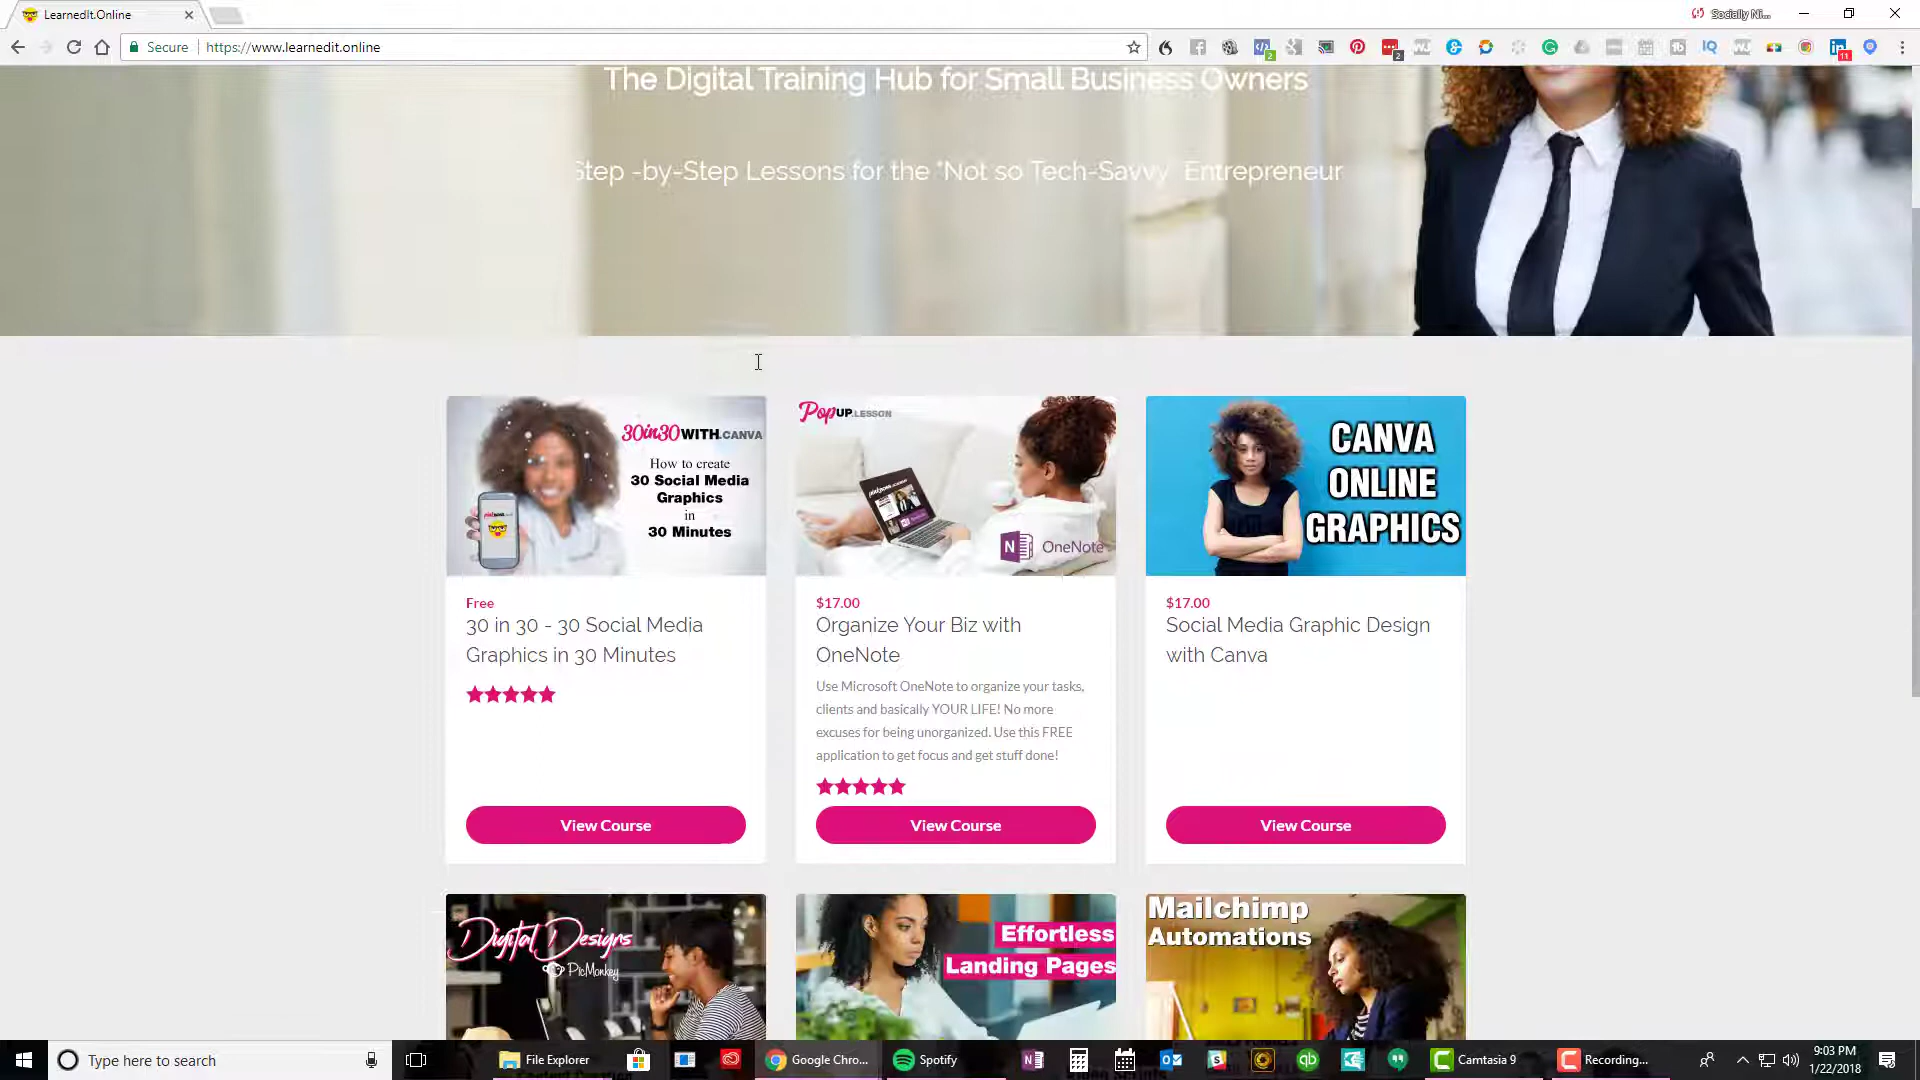 LearnedIt.Online
Socially Ni...
Secure
https://www.learnedit.online
2
2
11
The Digital Training Hub for Small Business Owners
Step -by-Step Lessons for the "Not so Tech-Savvy" Entrepreneur
30in30 WITH.CANVA
How to create
30 Social Media
Graphics
in
30 Minutes
PopUP.LESSON
OneNote
CANVA
ONLINE
GRAPHICS
Free
30 in 30 - 30 Social Media
Graphics in 30 Minutes
View Course
$17.00
Organize Your Biz with
OneNote
Use Microsoft OneNote to organize your tasks,
clients and basically YOUR LIFE! No more
excuses for being unorganized. Use this FREE
application to get focus and get stuff done!
View Course
$17.00
Social Media Graphic Design
with Canva
View Course
Digital Designs
PicMonkey
Effortless
Landing Pages
Mailchimp
Automations
Type here to search
File Explorer
Google Chro...
Spotify
Camtasia 9
Recording...
9:03 PM
1/22/2018